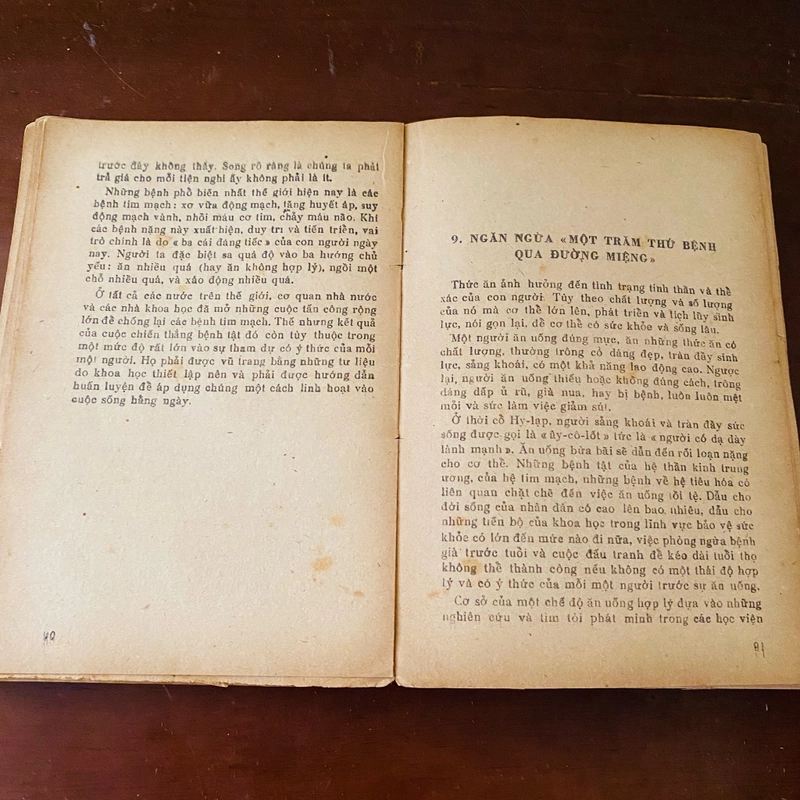 trước đây không thấy. Song rõ ràng là chúng ta phải
trả giá cho mỗi tiện nghi ấy không phải là ít.
Những bệnh phổ biến nhất thế giới hiện nay là các
bệnh tim mạch: xơ vữa động mạch, tăng huyết áp, suy
động mạch vành, nhồi máu cơ tim, chảy máu não. Khi
các bệnh nặng này xuất hiện, duy trì và tiến triển, vai
trò chính là do « ba cái đáng tiếc » của con người ngày
nay. Người ta đặc biệt sa quá độ vào ba hướng chủ
yếu: ăn nhiều quá (hay ăn không hợp lý), ngồi một
chỗ nhiều quá, và xáo động nhiều quá.
Ở tất cả các nước trên thế giới, cơ quan nhà nước
và các nhà khoa học đã mở những cuộc tấn công rộng
lớn để chống lại các bệnh tim mạch. Thế nhưng kết quả
của cuộc chiến thắng bệnh tật đó còn tùy thuộc trong
một mức độ rất lớn vào sự tham dự có ý thức của mỗi
một người. Họ phải được vũ trang bằng những tư liệu
do khoa học thiết lập nên và phải được hướng dẫn
huấn luyện để áp dụng chúng một cách linh hoạt vào
cuộc sống hằng ngày.
9. NGĂN NGỪA «MỘT TRĂM THỨ BỆNH
QUA ĐƯỜNG MIỆNG»
Thức ăn ảnh hưởng đến tình trạng tinh thần và thể
xác của con người. Tùy theo chất lượng và số lượng
của nó mà cơ thể lớn lên, phát triển và tích lũy sinh
lực, nói gọn lại, để cơ thể có sức khỏe và sống lâu.
Một người ăn uống đúng mực, ăn những thức ăn có
chất lượng, thường trông có dáng đẹp, tràn đầy sinh
lực, sảng khoái, có một khả năng lao động cao. Ngược
lại, người ăn uống thiếu hoặc không đúng cách, trông
dáng dấp ủ rũ, già nua, hay bị bệnh, luôn luôn mệt
mỏi và sức làm việc giảm sút.
Ở thời cổ Hy-lạp, người sảng khoái và tràn đầy sức
sống được gọi là « ây-cô-lốt » tức là « người có dạ dày
lành mạnh ». Ăn uống bừa bãi sẽ dẫn đến rối loạn nặng
cho cơ thể. Những bệnh tật của hệ thần kinh trung
ương, của hệ tim mạch, những bệnh về hệ tiêu hóa có
liên quan chặt chẽ đến việc ăn uống tồi tệ. Dẫu cho
đời sống của nhân dân có cao lên bao nhiêu, dẫu cho
những tiến bộ của khoa học trong lĩnh vực bảo vệ sức
khỏe có lớn đến mức nào đi nữa, việc phòng ngừa bệnh
già trước tuổi và cuộc đấu tranh để kéo dài tuổi thọ
không thể thành công nếu không có một thái độ hợp
lý và có ý thức của mỗi một người trước sự ăn uống.
Cơ sở của một chế độ ăn uống hợp lý dựa vào những
nghiên cứu và tìm tòi phát minh trong các học viện